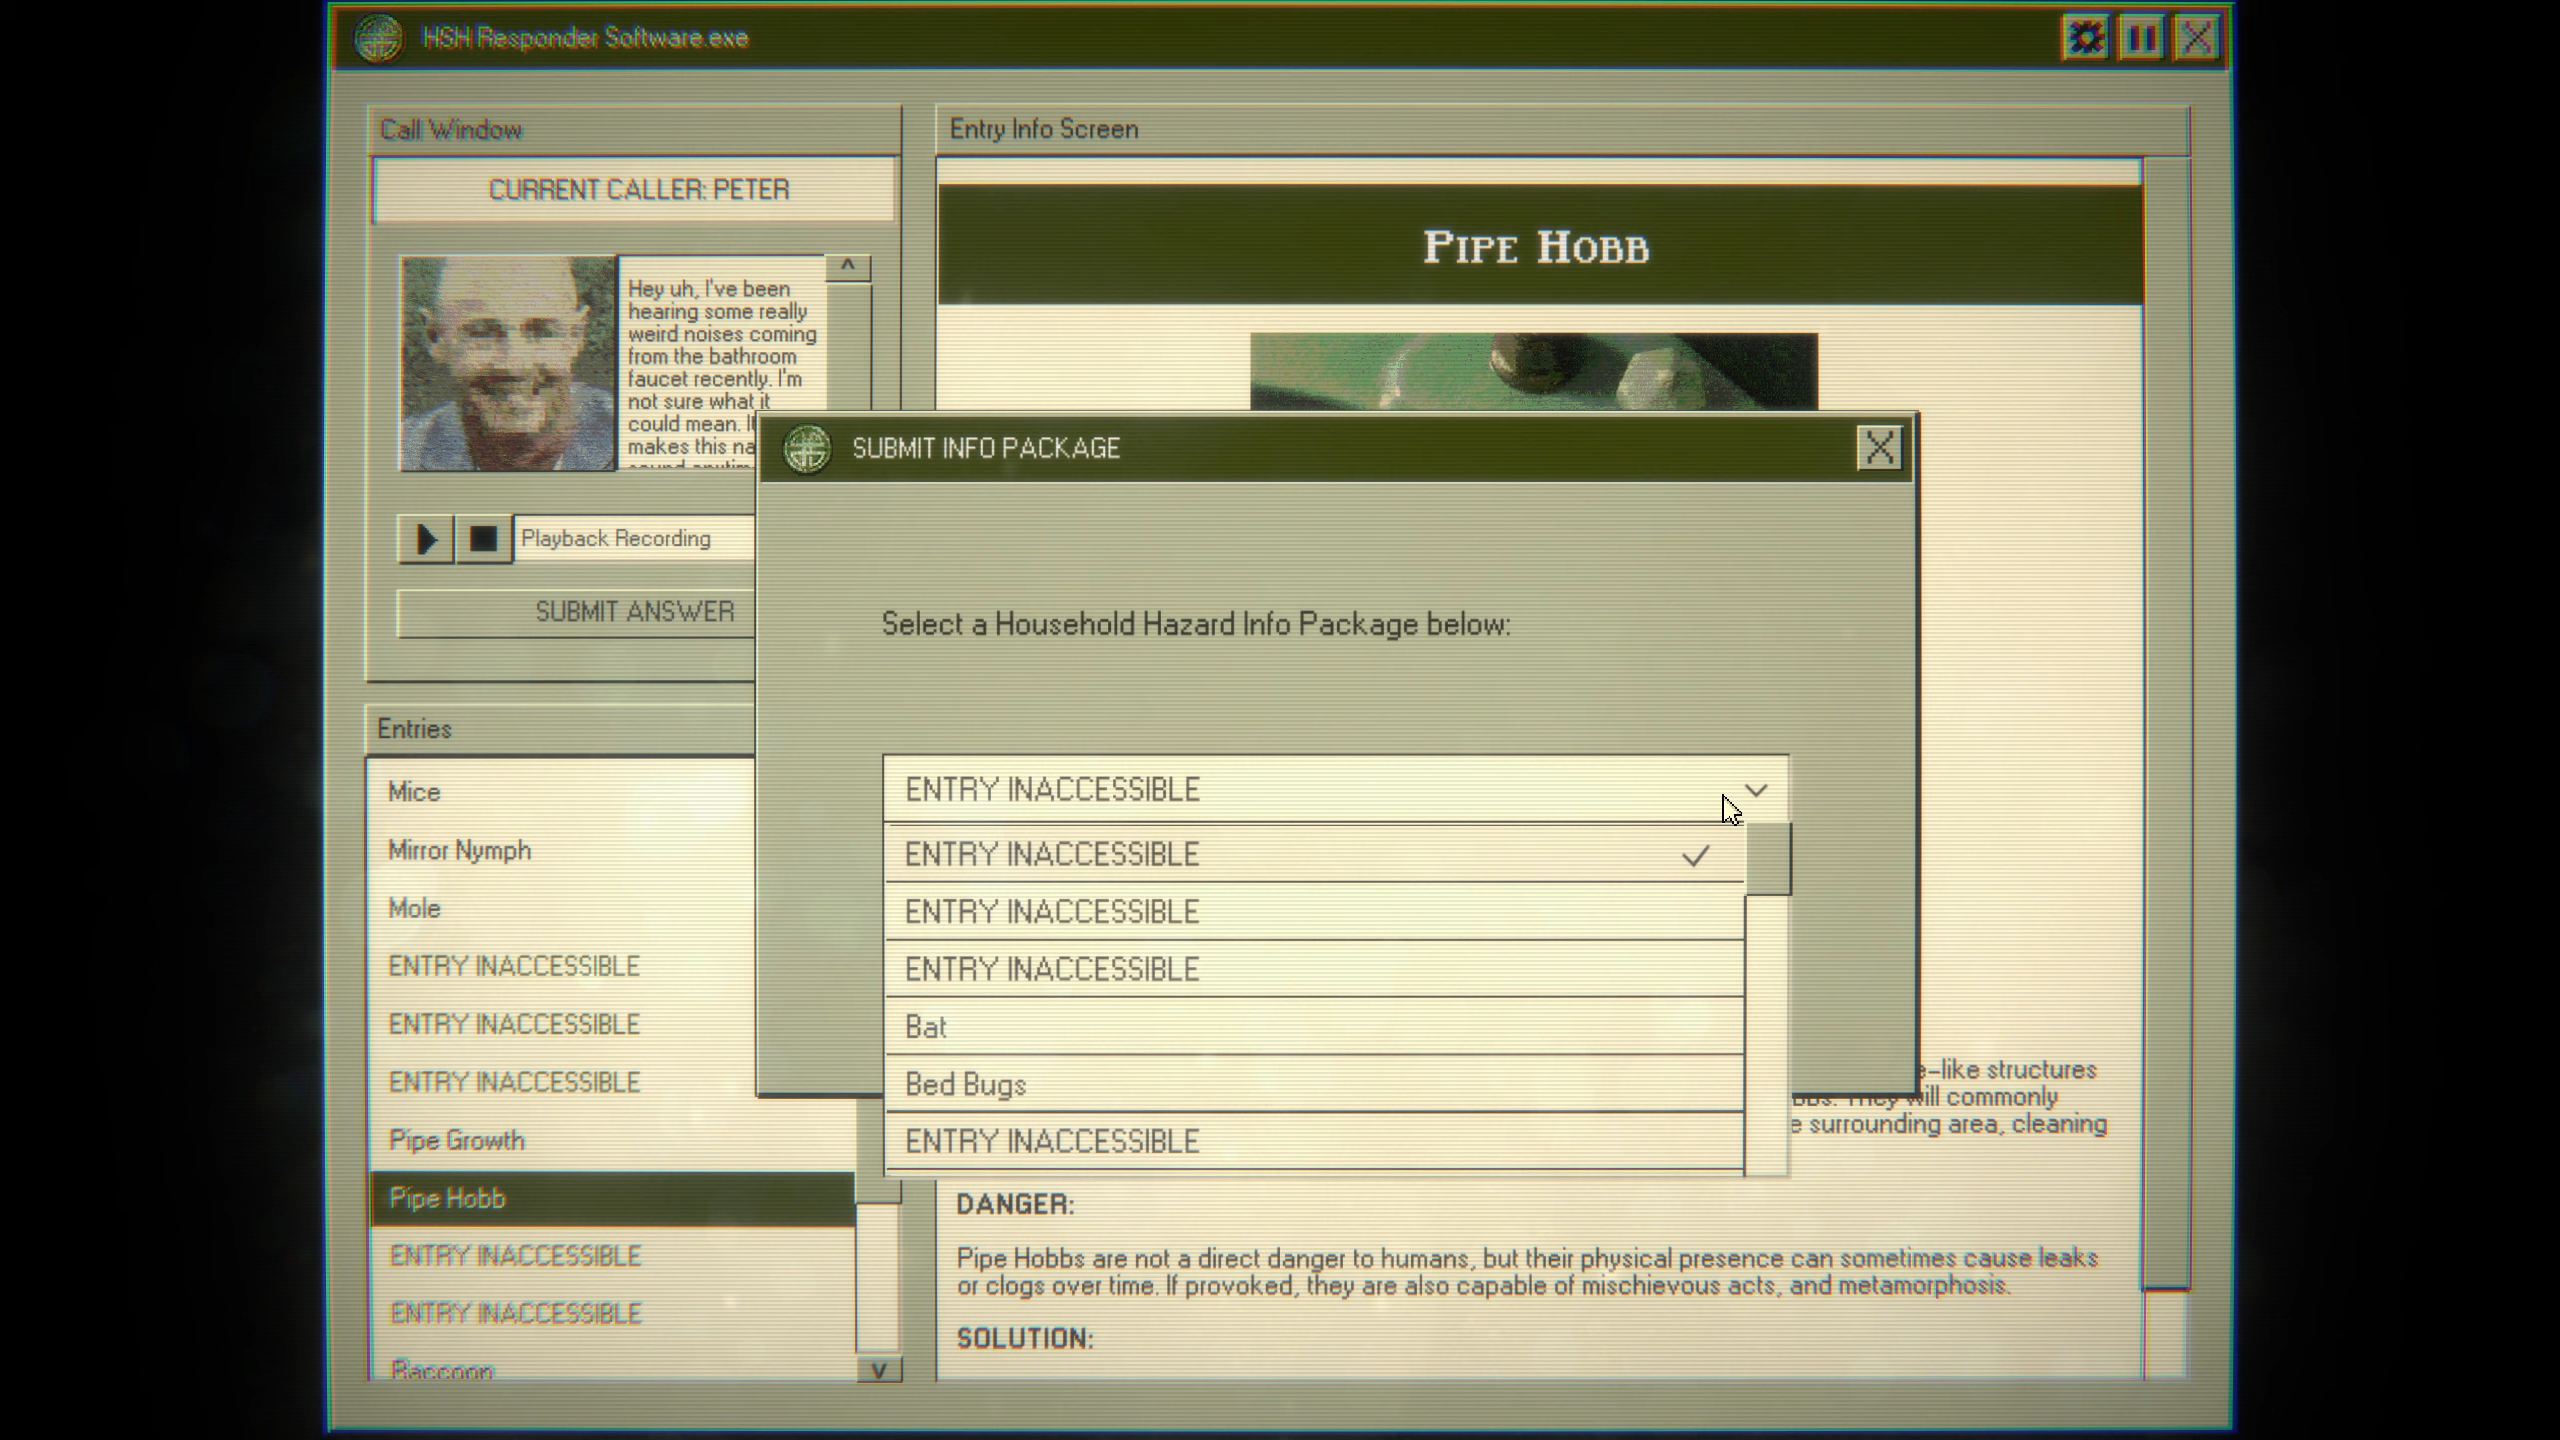 HSH Responder Software.exe
Call Window
CURRENT CALLER: PETER
Hey uh, I've been
hearing some really
weird noises coming
from the bathroom
faucet recently. I'm
not sure what it
could mean.
makes this
Playback Recording
SUBMIT ANSWER
Entries
Mice
Mirror Nymph
Mole
ENTRY INACCESSIBLE
ENTRY INACCESSIBLE
ENTRY INACCESSIBLE
Pipe Growth
Pipe Hobb
ENTRY INACCESSIBLE
ENTRY INACCESSIBLE
Raccoon
Entry Info Screen
PIPE HOBB
SUBMIT INFO PACKAGE
Select a Household Hazard Info Package below:
ENTRY INACCESSIBLE
ENTRY INACCESSIBLE
ENTRY INACCESSIBLE
ENTRY INACCESSIBLE
Bat
Bed Bugs
ENTRY INACCESSIBLE
-like structures
They will commonly
surrounding area, cleaning
DANGER:
Pipe Hobbs are not a direct danger to humans, but their physical presence can sometimes cause leaks
or clogs over time. If provoked, they are also capable of mischievous acts, and metamorphosis.
SOLUTION: